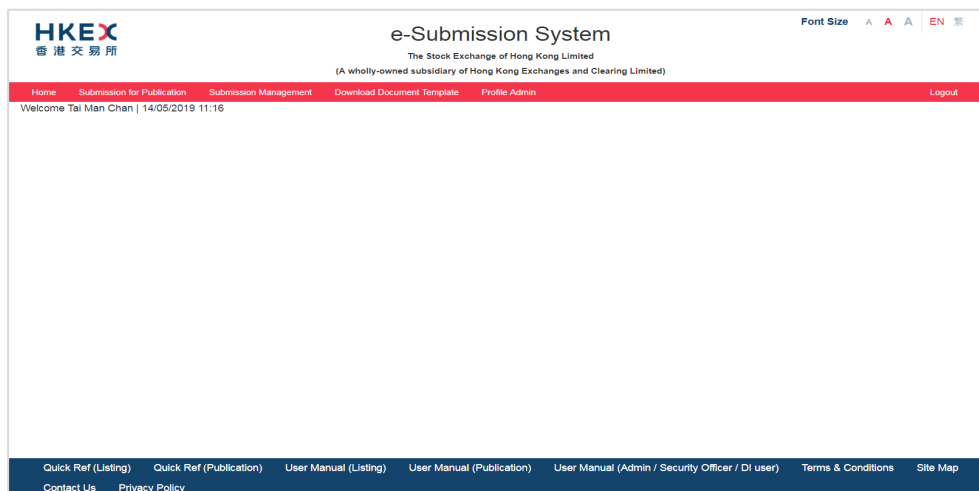 HKEX
香港交易所
e-Submission System
The Stock Exchange of Hong Kong Limited
(A wholly-owned subsidiary of Hong Kong Exchanges and Clearing Limited)
Font Size A A A EN 繁
Home Submission for Publication Submission Management Download Document Template Profile Admin Logout
Welcome Tai Man Chan | 14/05/2019 11:16
Quick Ref (Listing) Quick Ref (Publication) User Manual (Listing) User Manual (Publication) User Manual (Admin / Security Officer / DI user) Terms & Conditions Site Map
Contact Us Privacy Policy